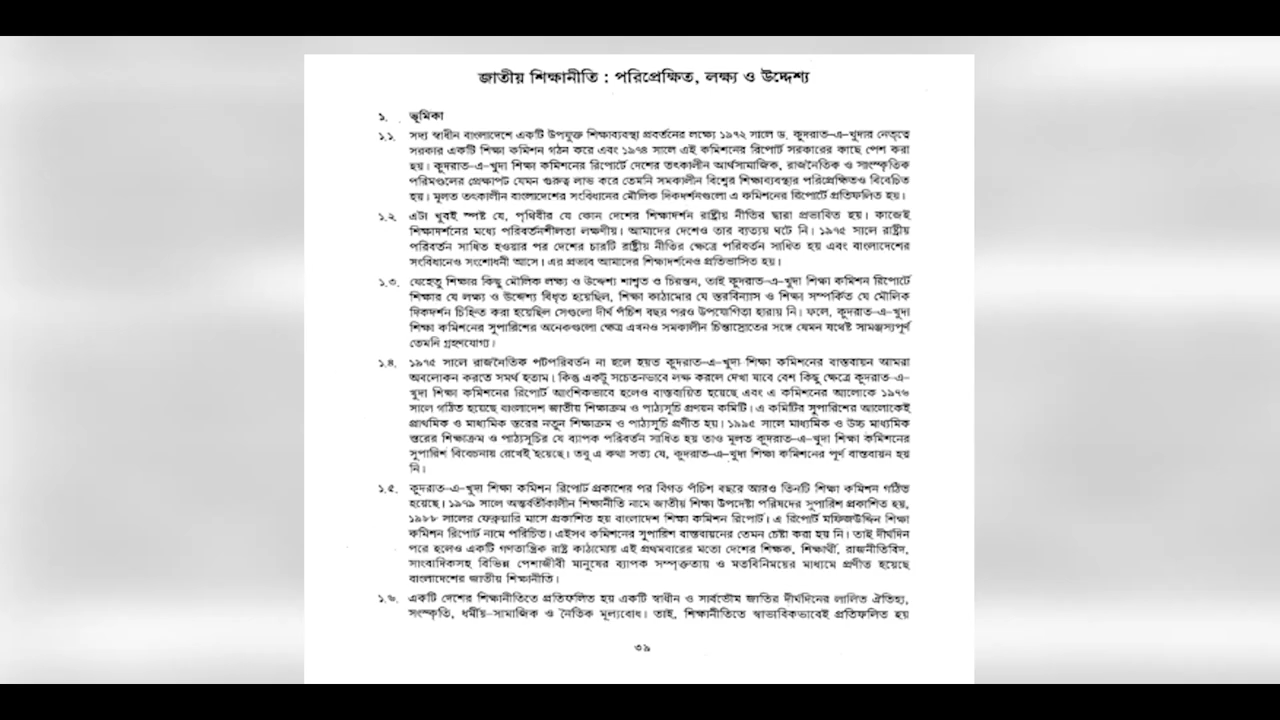 জাতীয় শিক্ষানীতি : পরিপ্রেক্ষিত, লক্ষ্য ও উদ্দেশ্য
১. ভূমিকা
১.১. সদ্য স্বাধীন বাংলাদেশে একটি উপযুক্ত শিক্ষাব্যবস্থা প্রবর্তনের লক্ষ্যে ১৯৭২ সালে ড. কুদরাত-এ-খুদার নেতৃত্বে
সরকার একটি শিক্ষা কমিশন গঠন করে এবং ১৯৭৪ সালে এই কমিশনের রিপোর্ট সরকারের কাছে পেশ করা
হয়। কুদরাত-এ-খুদা শিক্ষা কমিশনের রিপোর্টে দেশের তৎকালীন আর্থসামাজিক, রাজনৈতিক ও সাংস্কৃতিক
পরিমণ্ডলের প্রেক্ষাপট যেমন গুরুত্ব লাভ করে তেমনি সমকালীন বিশ্বের শিক্ষাব্যবস্থার পরিপ্রেক্ষিতও বিবেচিত
হয়। মূলত তৎকালীন বাংলাদেশের সংবিধানের মৌলিক দিকদর্শনগুলো এ কমিশনের রিপোর্টে প্রতিফলিত হয়।
১.২. এটা খুবই স্পষ্ট যে, পৃথিবীর যে কোন দেশের শিক্ষাদর্শন রাষ্ট্রীয় নীতির দ্বারা প্রভাবিত হয়। কাজেই
শিক্ষাদর্শনের মধ্যে পরিবর্তনশীলতা লক্ষণীয়। আমাদের দেশেও তার ব্যত্যয় ঘটে নি। ১৯৭৫ সালে রাষ্ট্রীয়
পরিবর্তন সাধিত হওয়ার পর দেশের চারটি রাষ্ট্রীয় নীতির ক্ষেত্রে পরিবর্তন সাধিত হয় এবং বাংলাদেশের
সংবিধানেও সংশোধনী আসে। এর প্রভাব আমাদের শিক্ষাদর্শনেও প্রতিভাসিত হয়।
১.৩. যেহেতু শিক্ষার কিছু মৌলিক লক্ষ্য ও উদ্দেশ্য শাশ্বত ও চিরন্তন, তাই কুদরাত-এ-খুদা শিক্ষা কমিশন রিপোর্টে
শিক্ষার যে লক্ষ্য ও উদ্দেশ্য বিধৃত হয়েছিল, শিক্ষা কাঠামোর যে স্তরবিন্যাস ও শিক্ষা সম্পর্কিত যে মৌলিক
দিকদর্শন চিহ্নিত করা হয়েছিল সেগুলো দীর্ঘ পঁচিশ বছর পরও উপযোগিতা হারায় নি। ফলে, কুদরাত-এ-খুদা
শিক্ষা কমিশনের সুপারিশের অনেকগুলো ক্ষেত্র এখনও সমকালীন চিন্তাস্রোতের সঙ্গে যেমন যথেষ্ট সামঞ্জস্যপূর্ণ
তেমনি গ্রহণযোগ্য।
১.৪. ১৯৭৫ সালে রাজনৈতিক পটপরিবর্তন না হলে হয়ত কুদরাত-এ-খুদা শিক্ষা কমিশনের বাস্তবায়ন আমরা
অবলোকন করতে সমর্থ হতাম। কিন্তু একটু সচেতনভাবে লক্ষ করলে দেখা যাবে বেশ কিছু ক্ষেত্রে কুদরাত-এ-
খুদা শিক্ষা কমিশনের রিপোর্ট আংশিকভাবে হলেও বাস্তবায়িত হয়েছে এবং এ কমিশনের আলোকে ১৯৭৬
সালে গঠিত হয়েছে বাংলাদেশ জাতীয় শিক্ষাক্রম ও পাঠ্যসূচি প্রণয়ন কমিটি। এ কমিটির সুপারিশের আলোকেই
প্রাথমিক ও মাধ্যমিক স্তরের নতুন শিক্ষাক্রম ও পাঠ্যসূচি প্রণীত হয়। ১৯৯৫ সালে মাধ্যমিক ও উচ্চ মাধ্যমিক
স্তরের শিক্ষাক্রম ও পাঠ্যসূচির যে ব্যাপক পরিবর্তন সাধিত হয় তাও মূলত কুদরাত-এ-খুদা শিক্ষা কমিশনের
সুপারিশ বিবেচনায় রেখেই হয়েছে। তবু এ কথা সত্য যে, কুদরাত-এ-খুদা শিক্ষা কমিশনের পূর্ণ বাস্তবায়ন হয়
নি।
১.৫. কুদরাত-এ-খুদা শিক্ষা কমিশন রিপোর্ট প্রকাশের পর বিগত পঁচিশ বছরে আরও তিনটি শিক্ষা কমিশন গঠিত
হয়েছে। ১৯৭৯ সালে অন্তর্বর্তীকালীন শিক্ষানীতি নামে জাতীয় শিক্ষা উপদেষ্টা পরিষদের সুপারিশ প্রকাশিত হয়,
১৯৮৮ সালের ফেব্রুয়ারি মাসে প্রকাশিত হয় বাংলাদেশ শিক্ষা কমিশন রিপোর্ট। এ রিপোর্ট মফিজউদ্দিন শিক্ষা
কমিশন রিপোর্ট নামে পরিচিত। এইসব কমিশনের সুপারিশ বাস্তবায়নের তেমন চেষ্টা করা হয় নি। তাই দীর্ঘদিন
পরে হলেও একটি গণতান্ত্রিক রাষ্ট্র কাঠামোয় এই প্রথমবারের মতো দেশের শিক্ষক, শিক্ষার্থী, রাজনীতিবিদ,
সাংবাদিকসহ বিভিন্ন পেশাজীবী মানুষের ব্যাপক সম্পৃক্ততায় ও মতবিনিময়ের মাধ্যমে প্রণীত হয়েছে
বাংলাদেশের জাতীয় শিক্ষানীতি।
১.৬. একটি দেশের শিক্ষানীতিতে প্রতিফলিত হয় একটি স্বাধীন ও সার্বভৌম জাতির দীর্ঘদিনের লালিত ঐতিহ্য,
সংস্কৃতি, ধর্মীয়-সামাজিক ও নৈতিক মূল্যবোধ। তাই, শিক্ষানীতিতে স্বাভাবিকভাবেই প্রতিফলিত হয়
৩৯